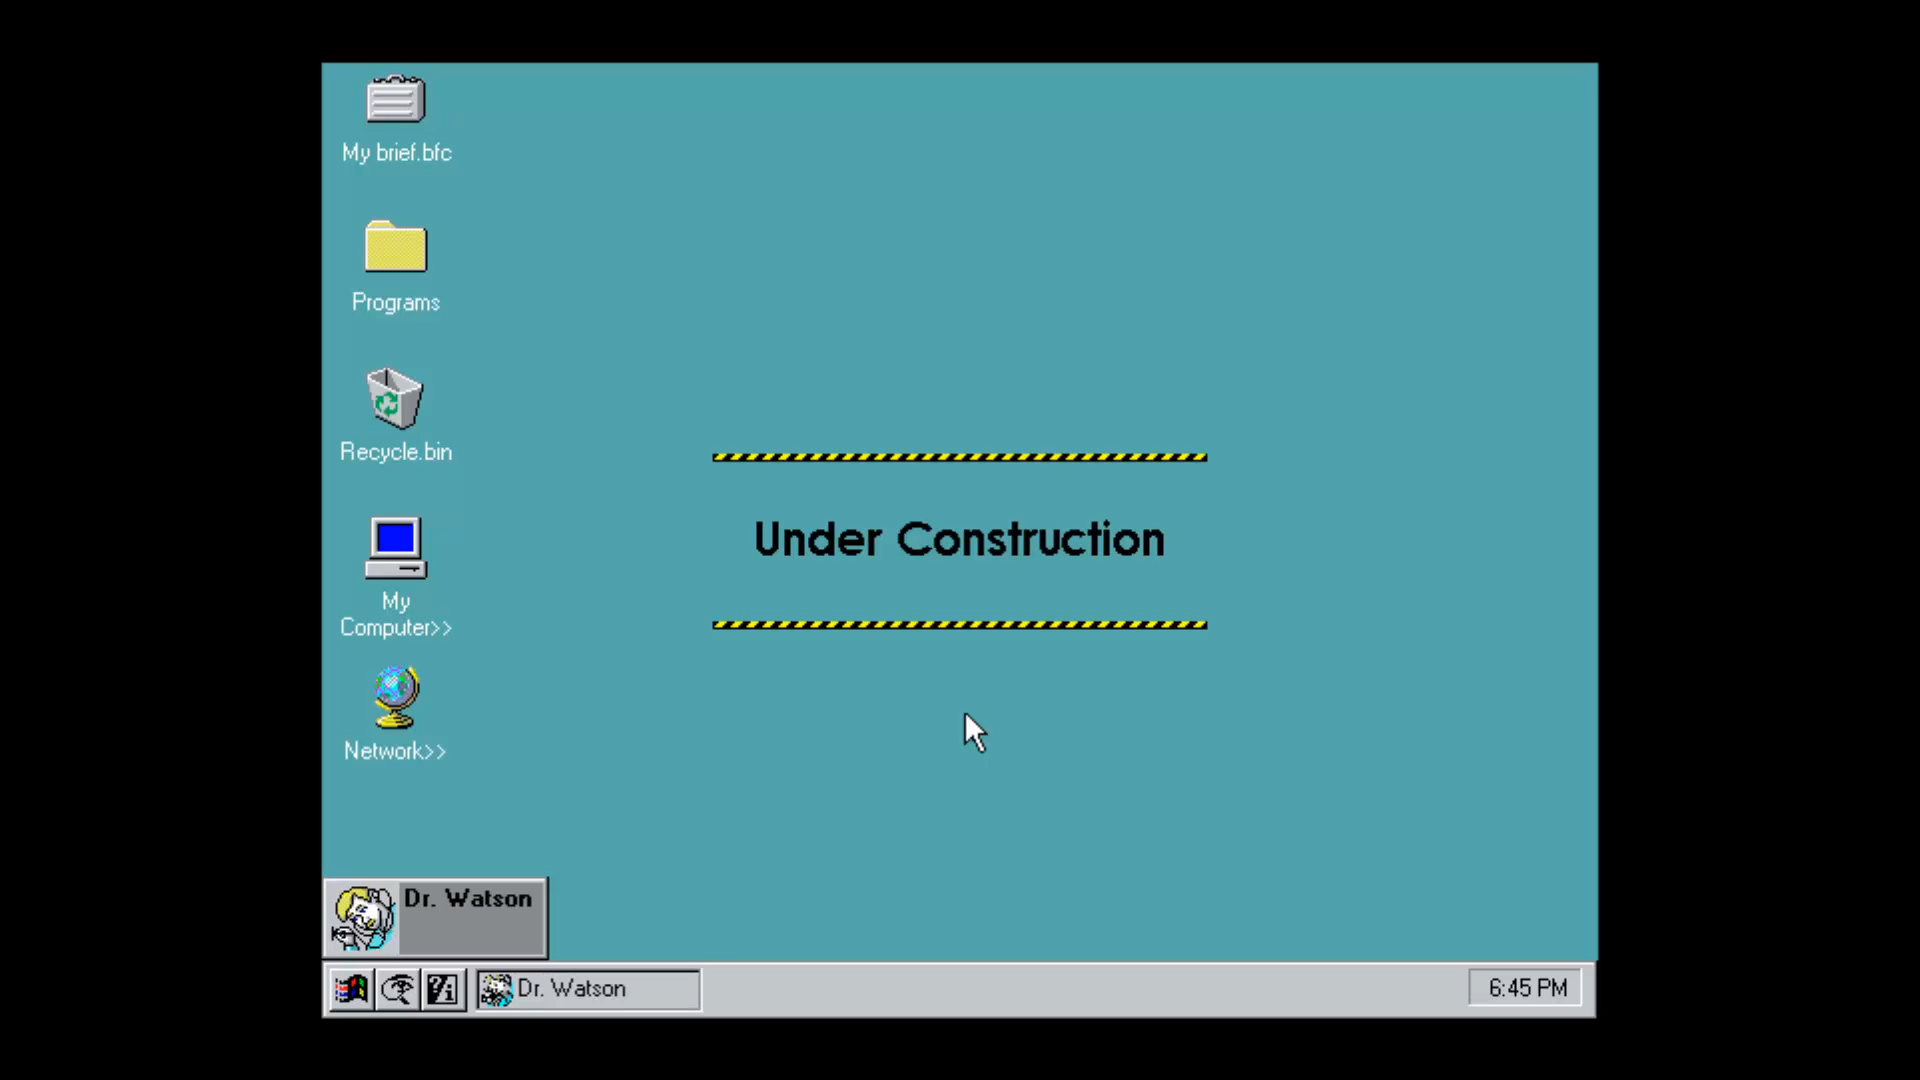 My brief.bfc
Programs
Recycle.bin
My
Computer>>
Network>>
Under Construction
Dr. Watson
Dr. Watson
6:45 PM